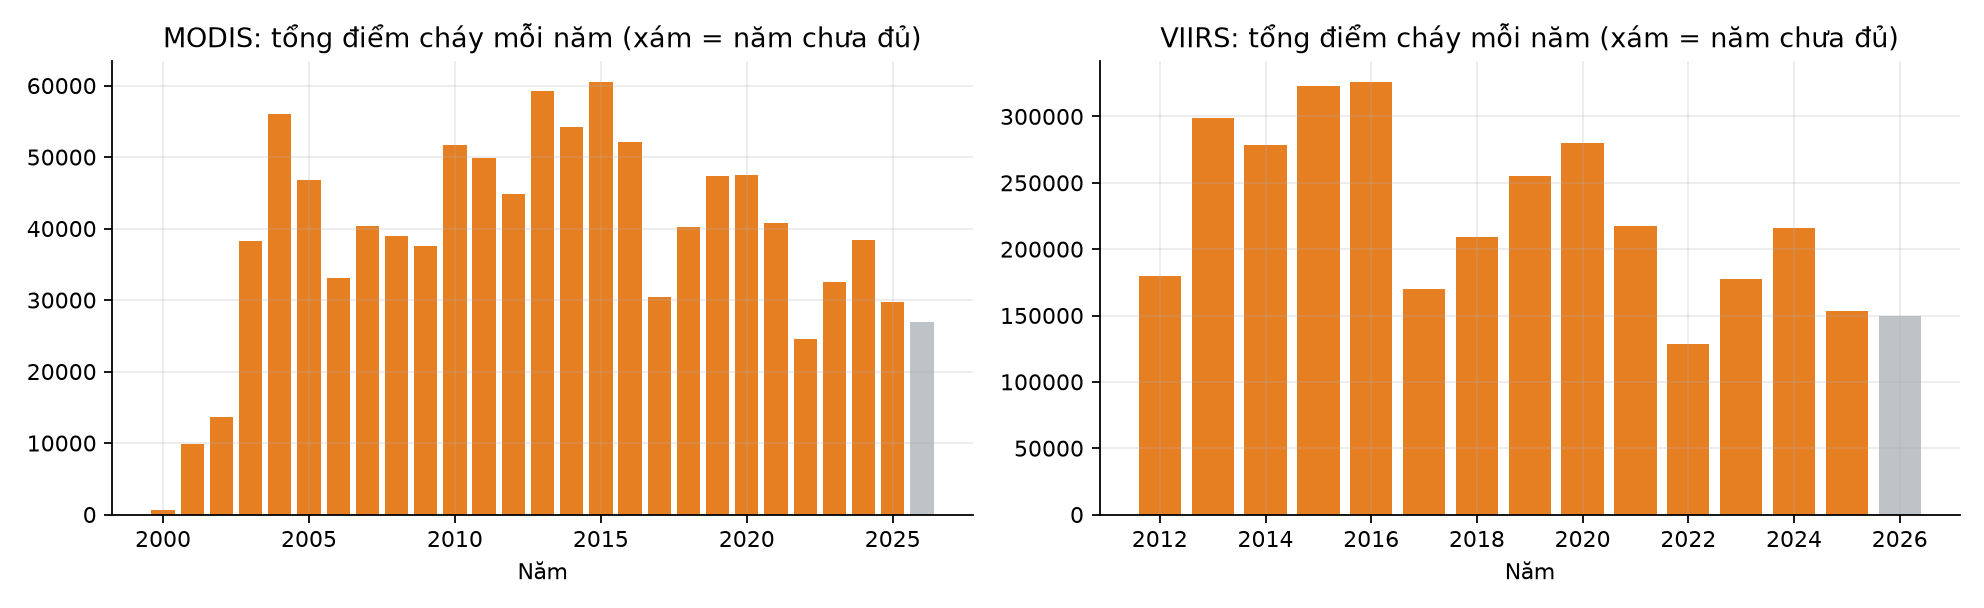 MODIS: tổng điểm cháy mỗi năm (xám = năm chưa đủ)
60000
50000
40000
30000
20000
10000
0
2000 2005 2010 2015 2020 2025
Năm
VIIRS: tổng điểm cháy mỗi năm (xám = năm chưa đủ)
300000
250000
200000
150000
100000
50000
0
2012 2014 2016 2018 2020 2022 2024 2026
Năm